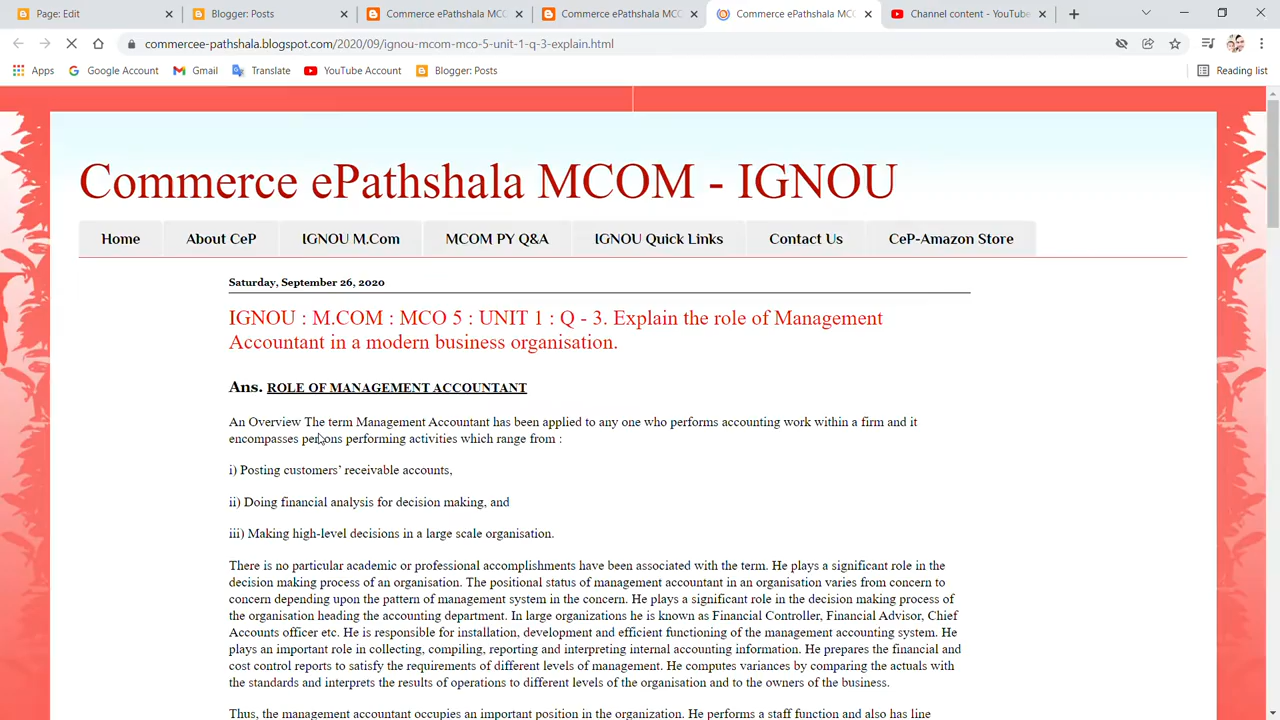 Page: Edit
Blogger: Posts
Commerce ePathshala MCO
Commerce ePathshala MCO
Commerce ePathshala MCO
Channel content - YouTube
commercee-pathshala.blogspot.com/2020/09/ignou-mcom-mco-5-unit-1-q-3-explain.html
Apps
Google Account
Gmail
Translate
YouTube Account
Blogger: Posts
Reading list
Commerce ePathshala MCOM - IGNOU
Home
About CeP
IGNOU M.Com
MCOM PY Q&A
IGNOU Quick Links
Contact Us
CeP-Amazon Store
Saturday, September 26, 2020
IGNOU : M.COM : MCO 5 : UNIT 1 : Q - 3. Explain the role of Management
Accountant in a modern business organisation.
Ans. ROLE OF MANAGEMENT ACCOUNTANT
An Overview The term Management Accountant has been applied to any one who performs accounting work within a firm and it
encompasses persons performing activities which range from :
i) Posting customers’ receivable accounts,
ii) Doing financial analysis for decision making, and
iii) Making high-level decisions in a large scale organisation.
There is no particular academic or professional accomplishments have been associated with the term. He plays a significant role in the
decision making process of an organisation. The positional status of management accountant in an organisation varies from concern to
concern depending upon the pattern of management system in the concern. He plays a significant role in the decision making process of
the organisation heading the accounting department. In large organizations he is known as Financial Controller, Financial Advisor, Chief
Accounts officer etc. He is responsible for installation, development and efficient functioning of the management accounting system. He
plays an important role in collecting, compiling, reporting and interpreting internal accounting information. He prepares the financial and
cost control reports to satisfy the requirements of different levels of management. He computes variances by comparing the actuals with
the standards and interprets the results of operations to different levels of the organisation and to the owners of the business.
Thus, the management accountant occupies an important position in the organization. He performs a staff function and also has line